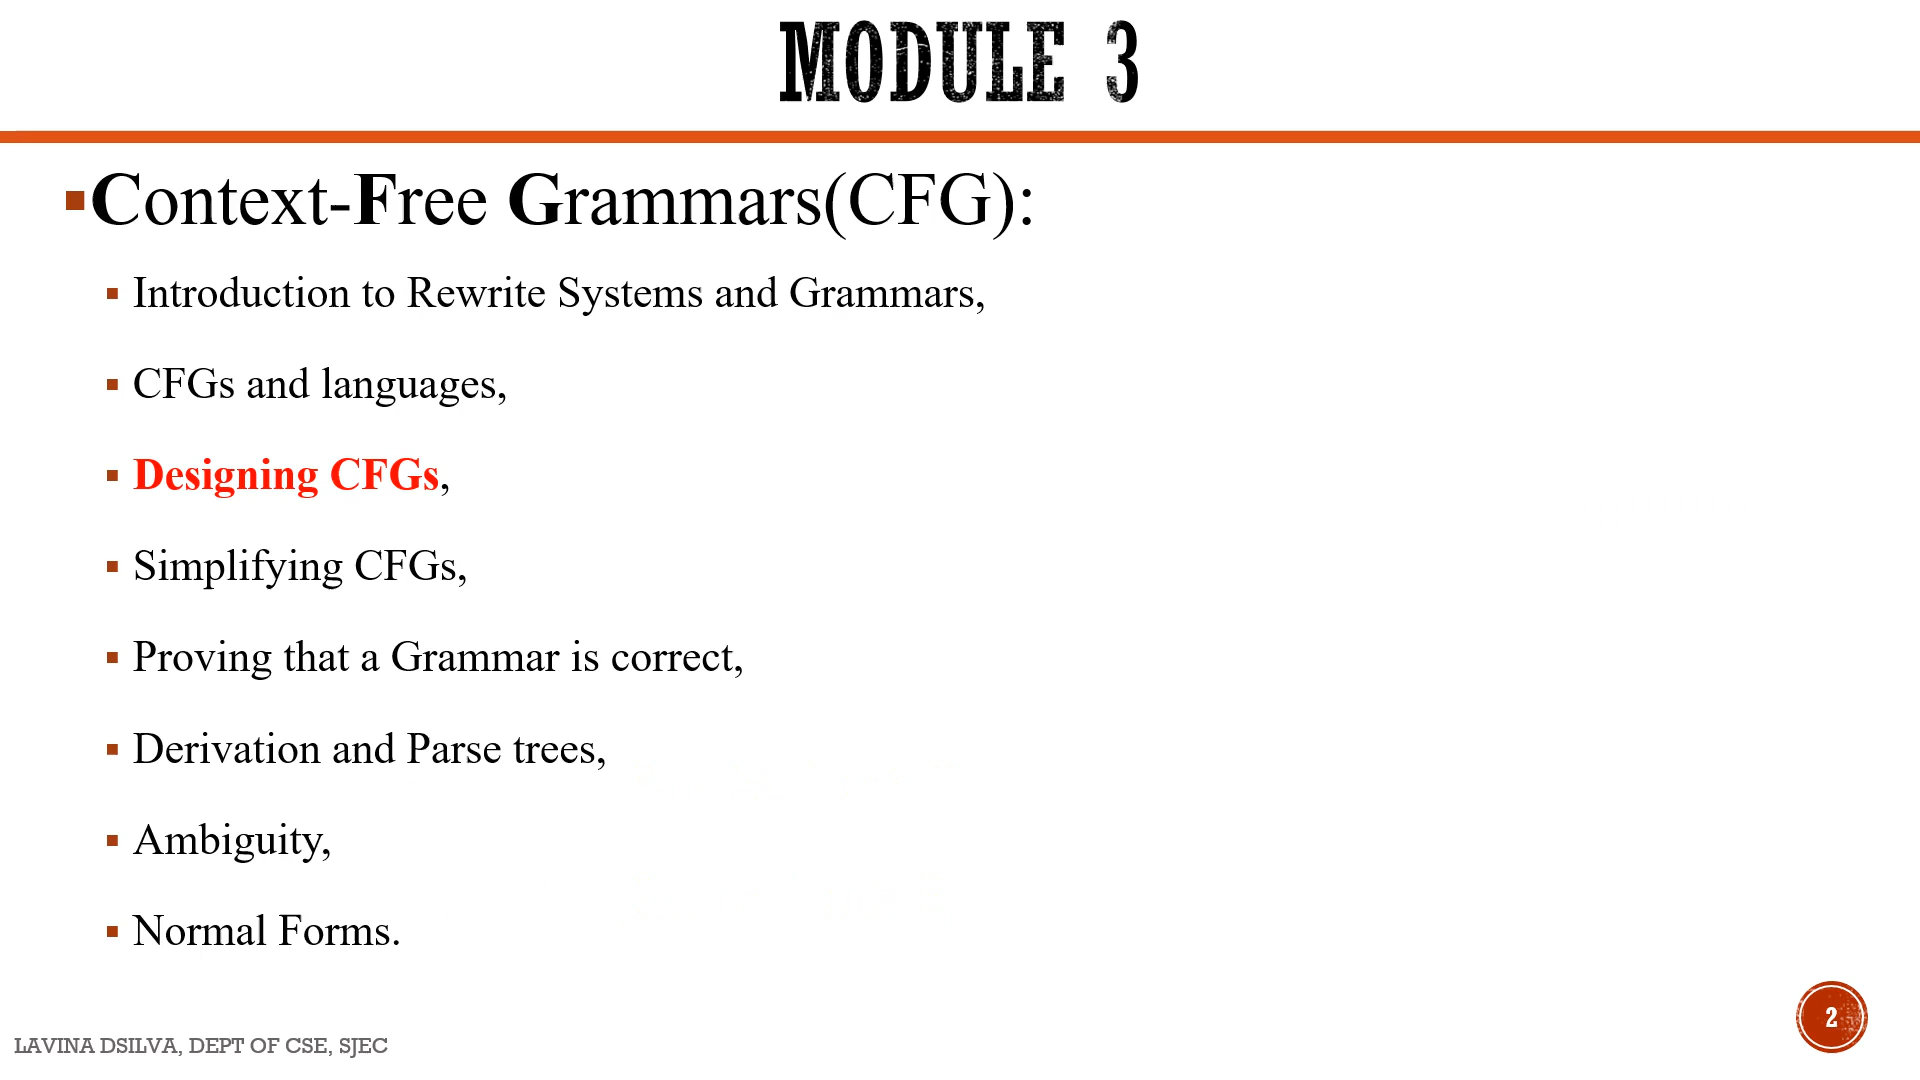 MODULE 3
Context-Free Grammars(CFG):
Introduction to Rewrite Systems and Grammars,
CFGs and languages,
Designing CFGs,
Simplifying CFGs,
Proving that a Grammar is correct,
Derivation and Parse trees,
Ambiguity,
Normal Forms.
2
LAVINA DSILVA, DEPT OF CSE, SJEC